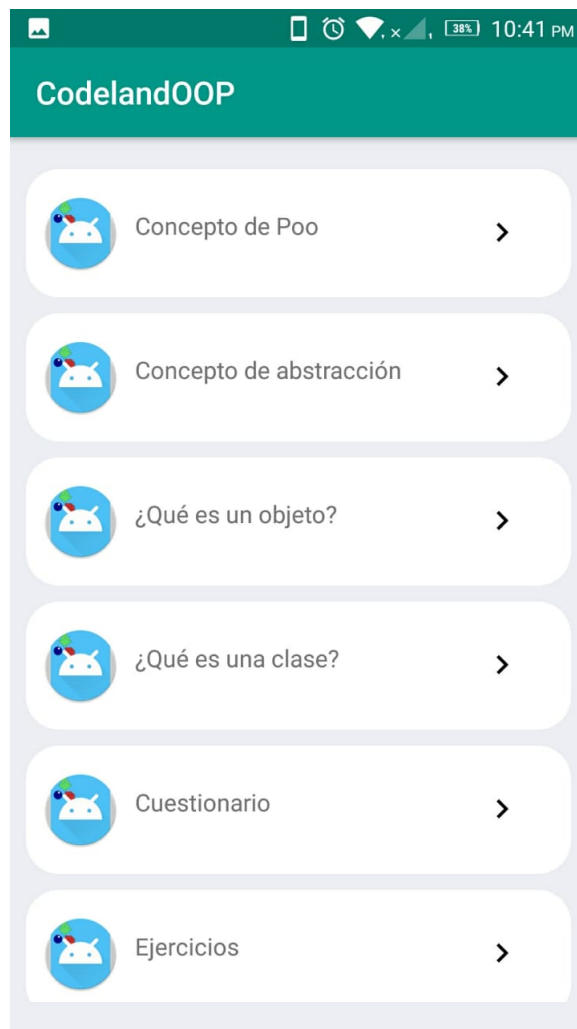 38% 10:41 PM
CodelandOOP
Concepto de Poo
Concepto de abstracción
¿Qué es un objeto?
¿Qué es una clase?
Cuestionario
Ejercicios